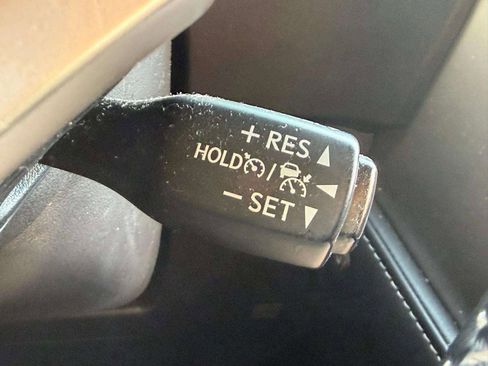 + RES ▲
HOLD / ◀
− SET ▼